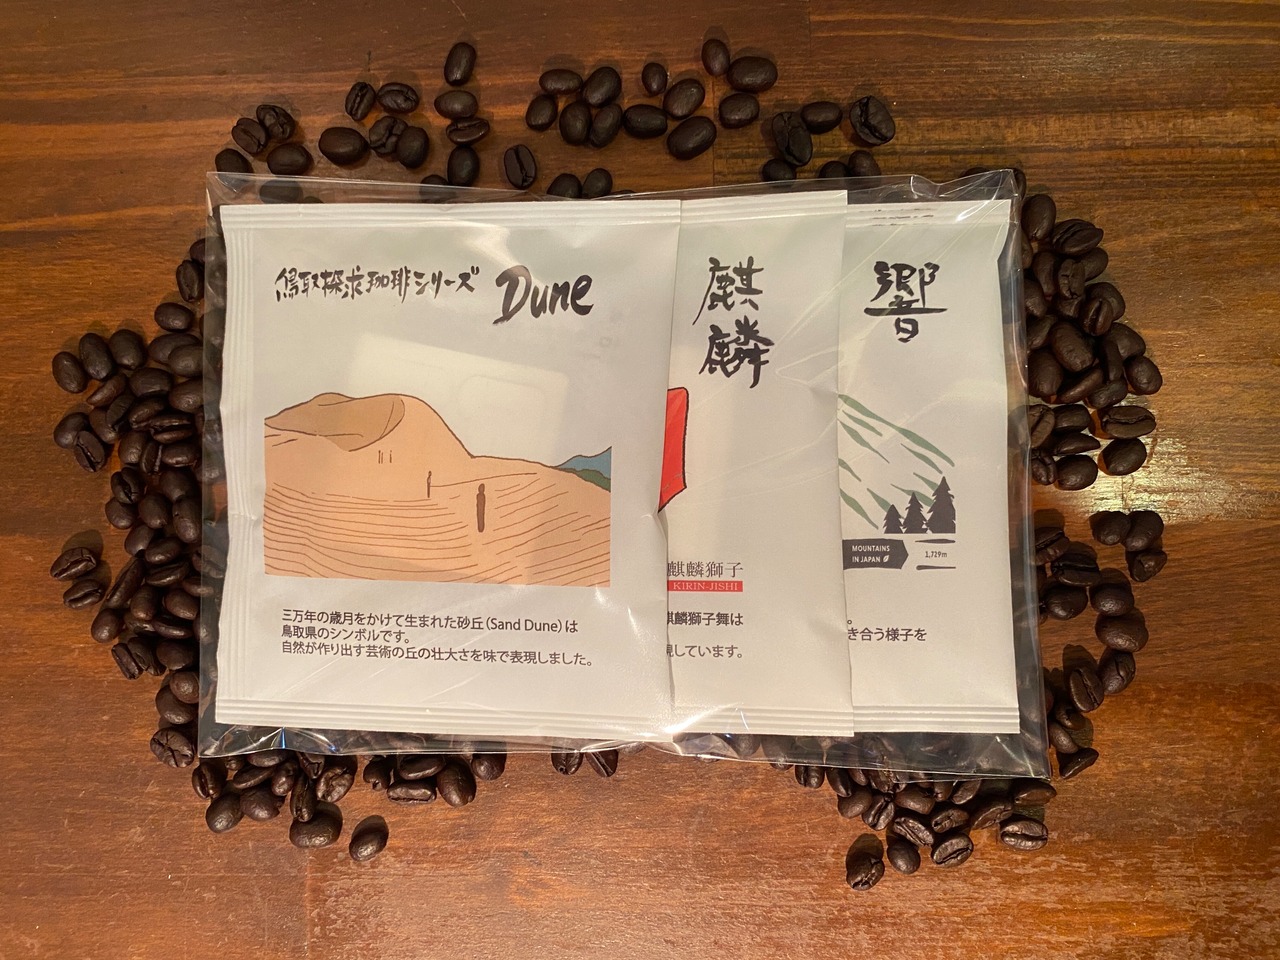 鳥取探求珈琲シリーズ Dune
三万年の歳月をかけて生まれた砂丘（Sand Dune）は
鳥取県のシンボルです。
自然が作り出す芸術の丘の壮大さを味で表現しました。
麒麟
麒麟獅子
KIRIN-JISHI
麒麟獅子舞は
しています。
響
MOUNTAINS
IN JAPAN
1,729m
。
き合う様子を